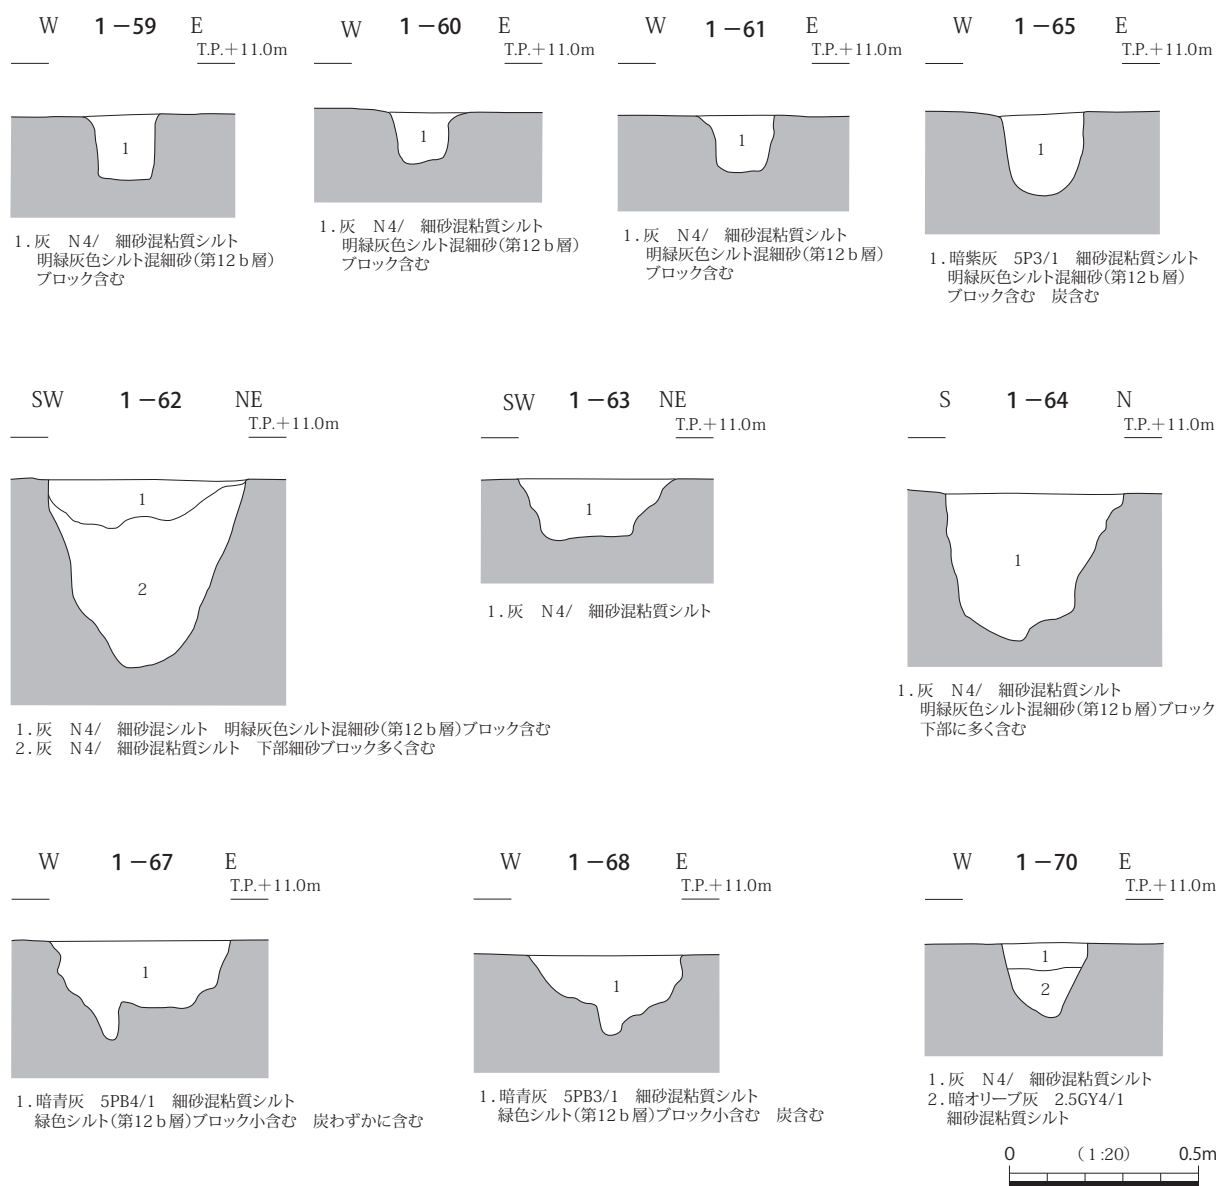 W 1－59 E
T.P.＋11.0m
1
1．灰　N 4/　細砂混粘質シルト
明緑灰色シルト混細砂（第12ｂ層）
ブロック含む
W 1－60 E
T.P.＋11.0m
1
1．灰　N 4/　細砂混粘質シルト
明緑灰色シルト混細砂（第12ｂ層）
ブロック含む
W 1－61 E
T.P.＋11.0m
1
1．灰　N 4/　細砂混粘質シルト
明緑灰色シルト混細砂（第12ｂ層）
ブロック含む
W 1－65 E
T.P.＋11.0m
1
1．暗紫灰　5P3/1　細砂混粘質シルト
明緑灰色シルト混細砂（第12ｂ層）
ブロック含む　炭含む
SW 1－62 NE
T.P.＋11.0m
1
2
1．灰　N 4/　細砂混シルト　明緑灰色シルト混細砂（第12ｂ層）ブロック含む
2．灰　N 4/　細砂混粘質シルト　下部細砂ブロック多く含む
SW 1－63 NE
T.P.＋11.0m
1
1．灰　N 4/　細砂混粘質シルト
S 1－64 N
T.P.＋11.0m
1
1．灰　N 4/　細砂混粘質シルト
明緑灰色シルト混細砂（第12ｂ層）ブロック
下部に多く含む
W 1－67 E
T.P.＋11.0m
1
1．暗青灰　5PB4/1　細砂混粘質シルト
緑色シルト（第12ｂ層）ブロック小含む　炭わずかに含む
W 1－68 E
T.P.＋11.0m
1
1．暗青灰　5PB3/1　細砂混粘質シルト
緑色シルト（第12ｂ層）ブロック小含む　炭含む
W 1－70 E
T.P.＋11.0m
1
2
1．灰　N 4/　細砂混粘質シルト
2．暗オリーブ灰　2.5GY4/1
細砂混粘質シルト
0 （1:20） 0.5m